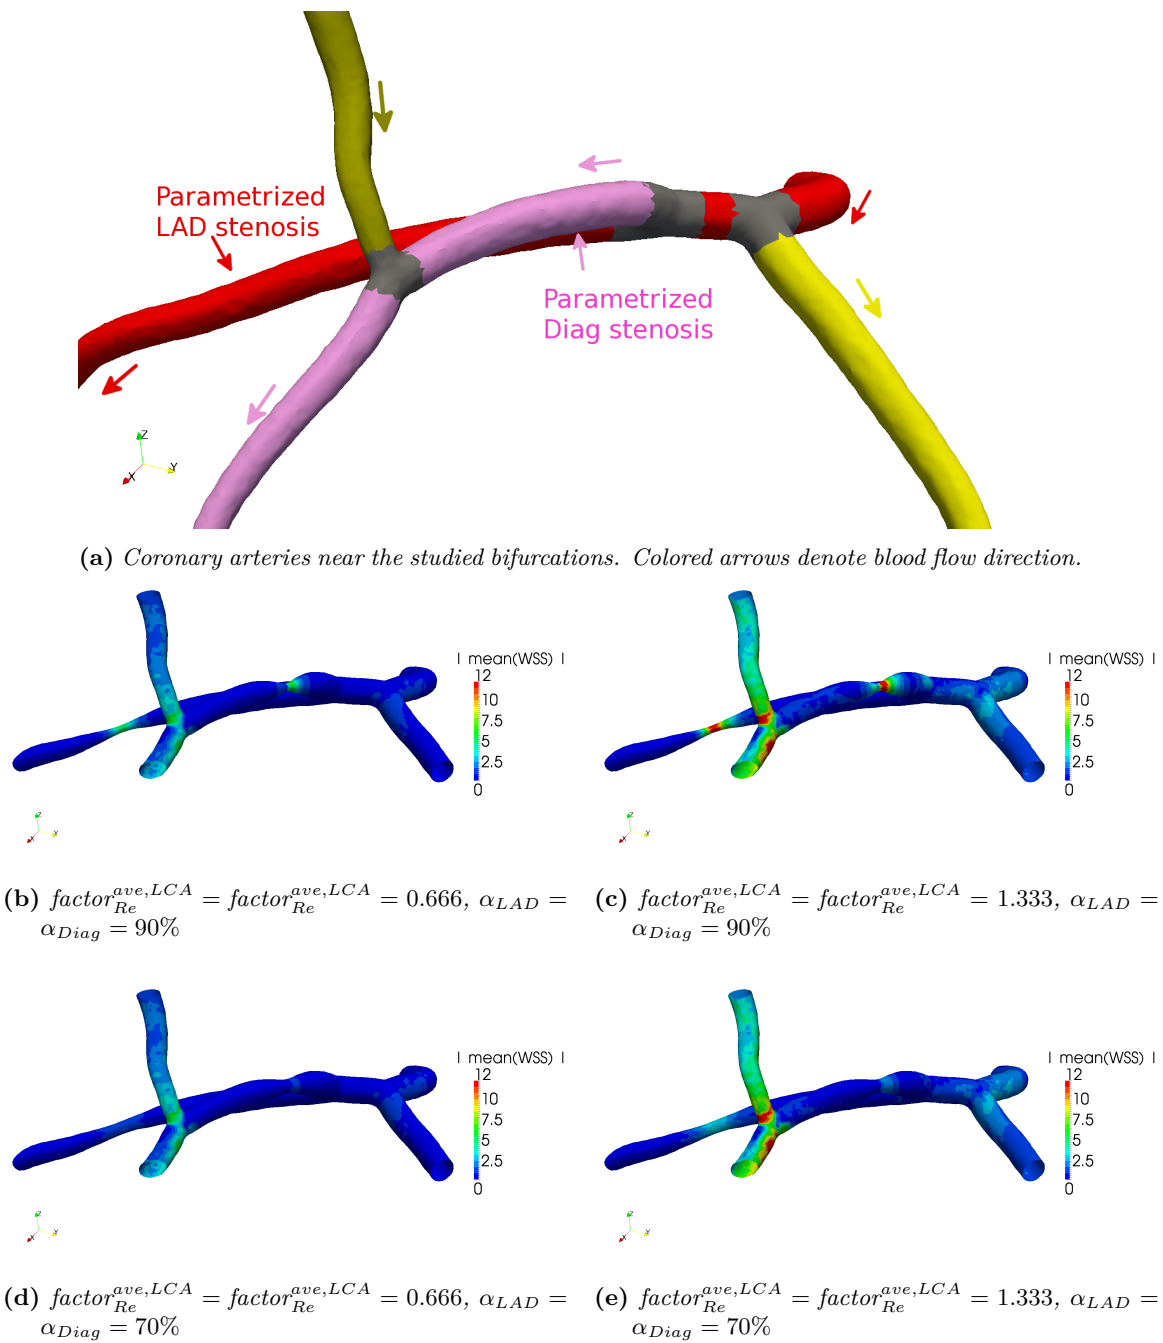 Parametrized
LAD stenosis
Parametrized
Diag stenosis
Z
Y
X
(a) Coronary arteries near the studied bifurcations. Colored arrows denote blood flow direction.
| mean(WSS) |
12
10
7.5
5
2.5
0
Z
X
Y
| mean(WSS) |
12
10
7.5
5
2.5
0
Z
X
Y
(b) factor_{Re}^{ave,LCA} = factor_{Re}^{ave,LCA} = 0.666, α_{LAD} =
α_{Diag} = 90%
(c) factor_{Re}^{ave,LCA} = factor_{Re}^{ave,LCA} = 1.333, α_{LAD} =
α_{Diag} = 90%
| mean(WSS) |
12
10
7.5
5
2.5
0
Z
X
Y
| mean(WSS) |
12
10
7.5
5
2.5
0
Z
X
Y
(d) factor_{Re}^{ave,LCA} = factor_{Re}^{ave,LCA} = 0.666, α_{LAD} =
α_{Diag} = 70%
(e) factor_{Re}^{ave,LCA} = factor_{Re}^{ave,LCA} = 1.333, α_{LAD} =
α_{Diag} = 70%